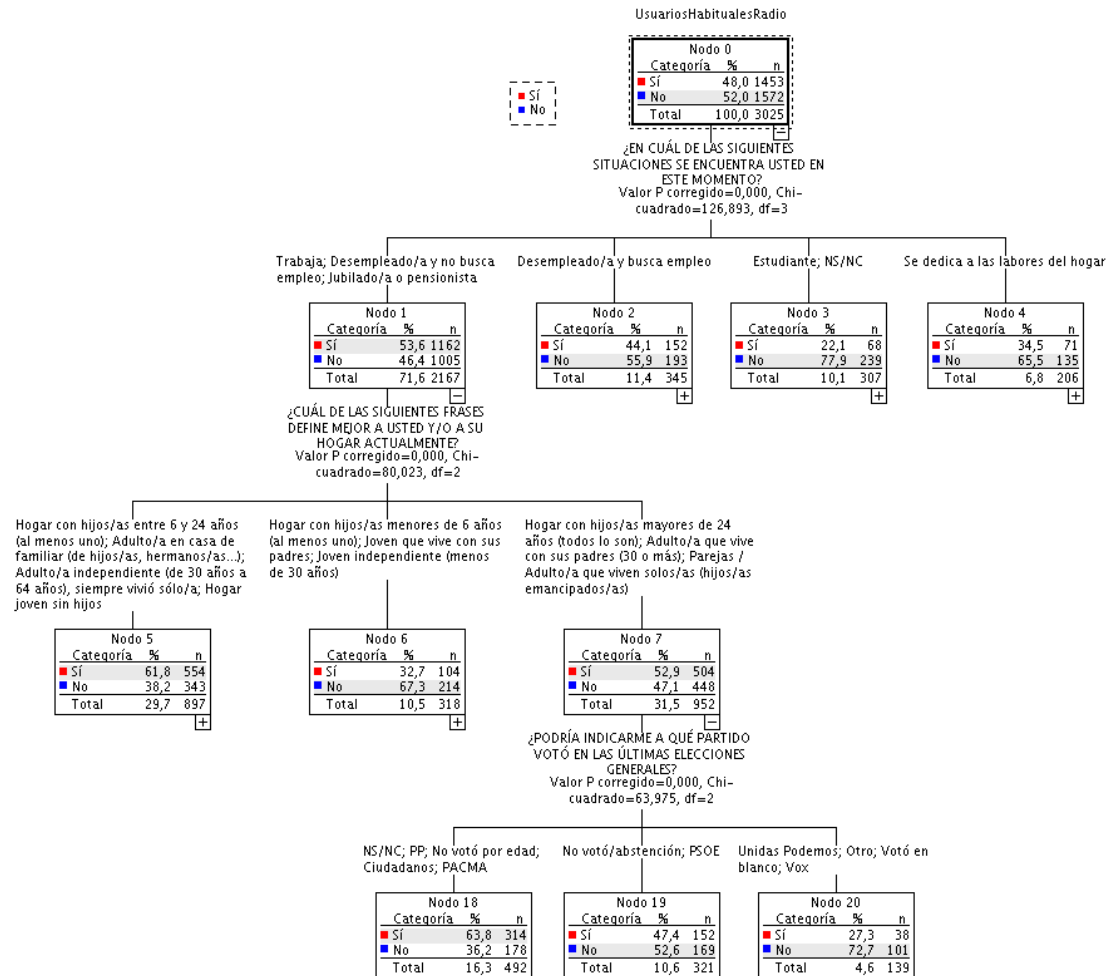 UsuariosHabitualesRadio
Nodo 0
Categoría % n
Sí 48,0 1453
No 52,0 1572
Total 100,0 3025
Sí
No
¿EN CUÁL DE LAS SIGUIENTES
SITUACIONES SE ENCUENTRA USTED EN
ESTE MOMENTO?
Valor P corregido=0,000, Chi-
cuadrado=126,893, df=3
Trabaja; Desempleado/a y no busca
empleo; Jubilado/a o pensionista
Desempleado/a y busca empleo
Estudiante; NS/NC
Se dedica a las labores del hogar
Nodo 1
Categoría % n
Sí 53,6 1162
No 46,4 1005
Total 71,6 2167
Nodo 2
Categoría % n
Sí 44,1 152
No 55,9 193
Total 11,4 345
Nodo 3
Categoría % n
Sí 22,1 68
No 77,9 239
Total 10,1 307
Nodo 4
Categoría % n
Sí 34,5 71
No 65,5 135
Total 6,8 206
¿CUÁL DE LAS SIGUIENTES FRASES
DEFINE MEJOR A USTED Y/O A SU
HOGAR ACTUALMENTE?
Valor P corregido=0,000, Chi-
cuadrado=80,023, df=2
Hogar con hijos/as entre 6 y 24 años
(al menos uno); Adulto/a en casa de
familiar (de hijos/as, hermanos/as...);
Adulto/a independiente (de 30 años a
64 años), siempre vivió sólo/a; Hogar
joven sin hijos
Hogar con hijos/as menores de 6 años
(al menos uno); Joven que vive con sus
padres; Joven independiente (menos
de 30 años)
Hogar con hijos/as mayores de 24
años (todos lo son); Adulto/a que vive
con sus padres (30 o más); Parejas /
Adulto/a que viven solos/as (hijos/as
emancipados/as)
Nodo 5
Categoría % n
Sí 61,8 554
No 38,2 343
Total 29,7 897
Nodo 6
Categoría % n
Sí 32,7 104
No 67,3 214
Total 10,5 318
Nodo 7
Categoría % n
Sí 52,9 504
No 47,1 448
Total 31,5 952
¿PODRÍA INDICARME A QUÉ PARTIDO
VOTÓ EN LAS ÚLTIMAS ELECCIONES
GENERALES?
Valor P corregido=0,000, Chi-
cuadrado=63,975, df=2
NS/NC; PP; No votó por edad;
Ciudadanos; PACMA
No votó/abstención; PSOE
Unidas Podemos; Otro; Votó en
blanco; Vox
Nodo 18
Categoría % n
Sí 63,8 314
No 36,2 178
Total 16,3 492
Nodo 19
Categoría % n
Sí 47,4 152
No 52,6 169
Total 10,6 321
Nodo 20
Categoría % n
Sí 27,3 38
No 72,7 101
Total 4,6 139